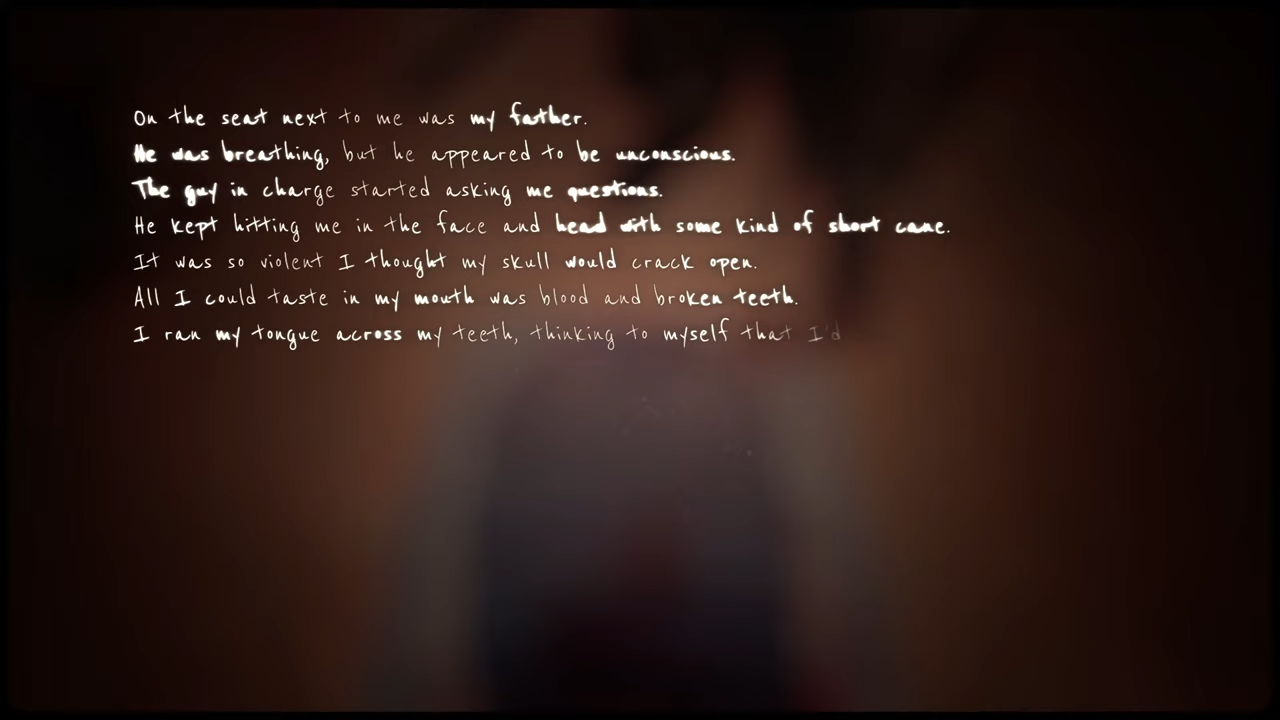 On the seat next to me was my father.
He was breathing, but he appeared to be unconscious.
The guy in charge started asking me questions.
He kept hitting me in the face and head with some kind of short cane.
It was so violent I thought my skull would crack open.
All I could taste in my mouth was blood and broken teeth.
I ran my tongue across my teeth, thinking to myself that I'd